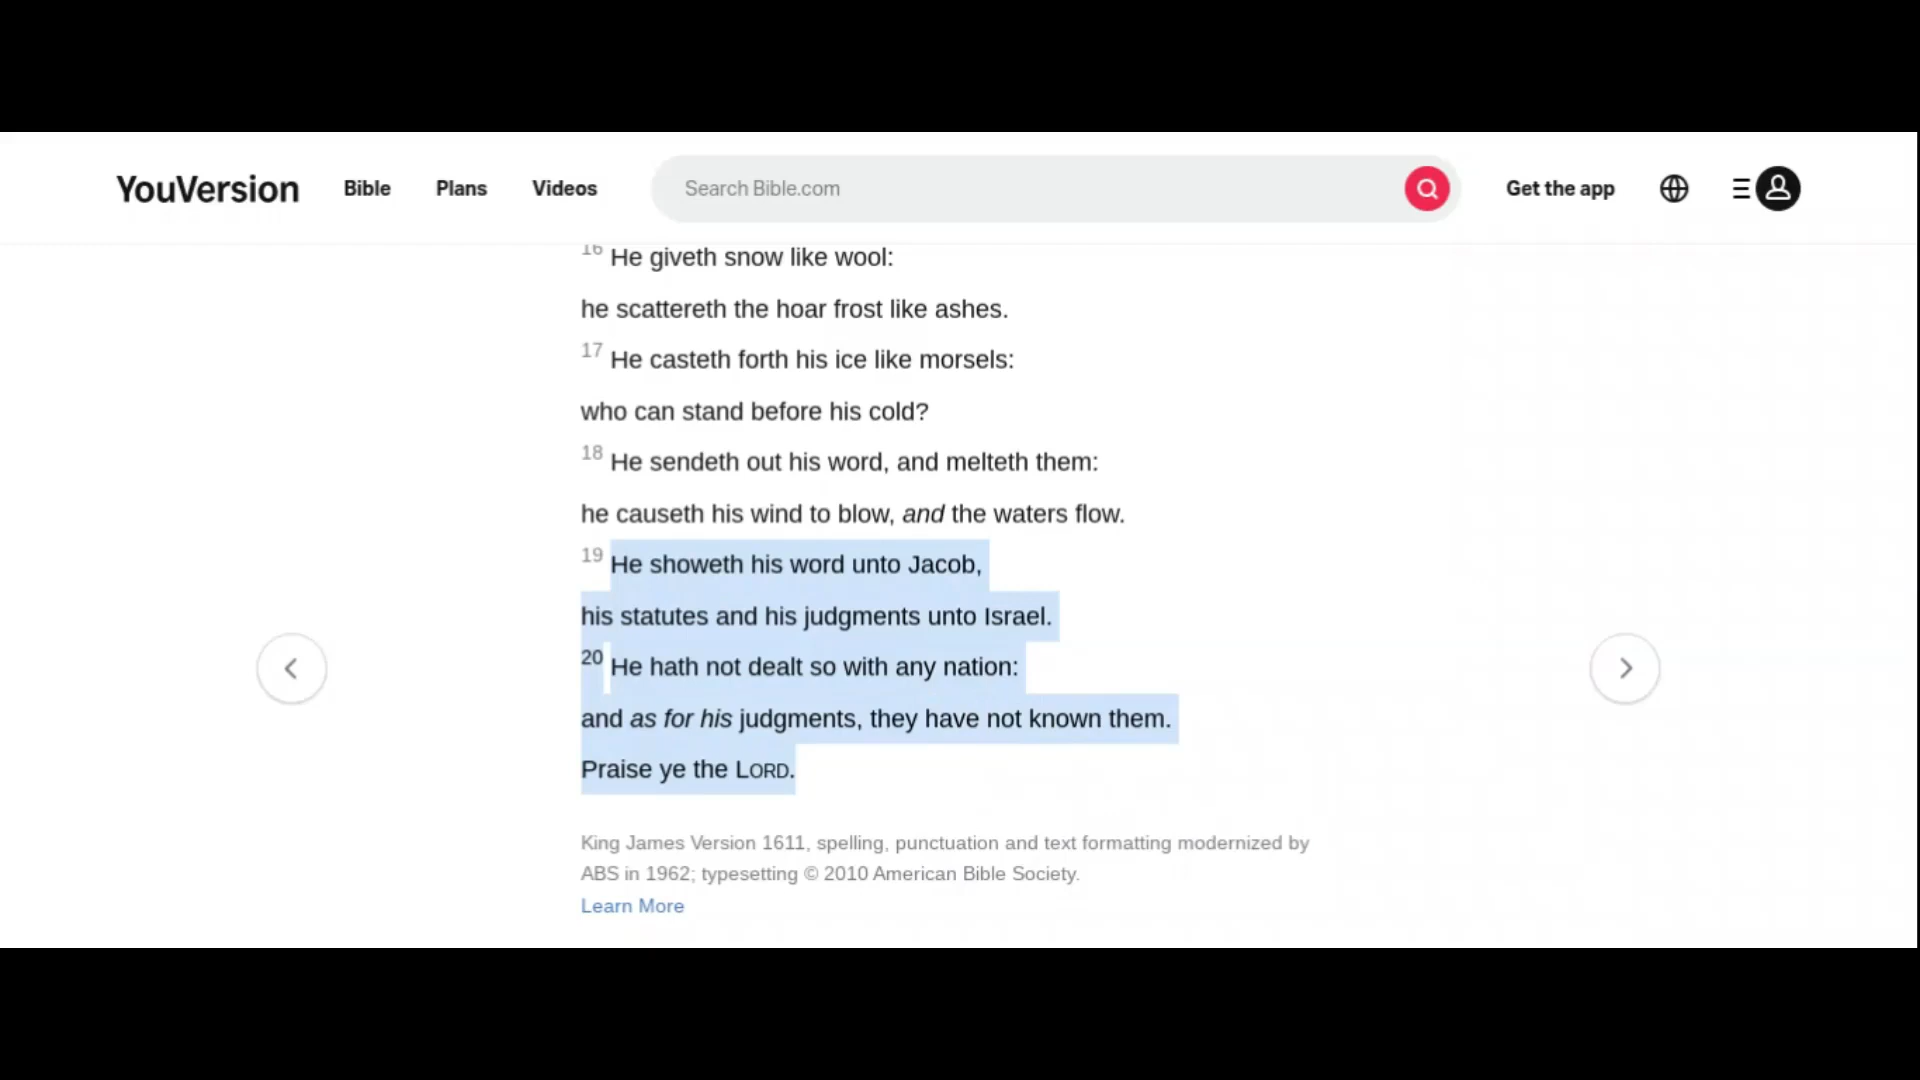 YouVersion Bible Plans Videos Search Bible.com Get the app
16 He giveth snow like wool:
he scattereth the hoar frost like ashes.
17 He casteth forth his ice like morsels:
who can stand before his cold?
18 He sendeth out his word, and melteth them:
he causeth his wind to blow, and the waters flow.
19 He showeth his word unto Jacob,
his statutes and his judgments unto Israel.
20 He hath not dealt so with any nation:
and as for his judgments, they have not known them.
Praise ye the LORD.
King James Version 1611, spelling, punctuation and text formatting modernized by
ABS in 1962; typesetting © 2010 American Bible Society.
Learn More